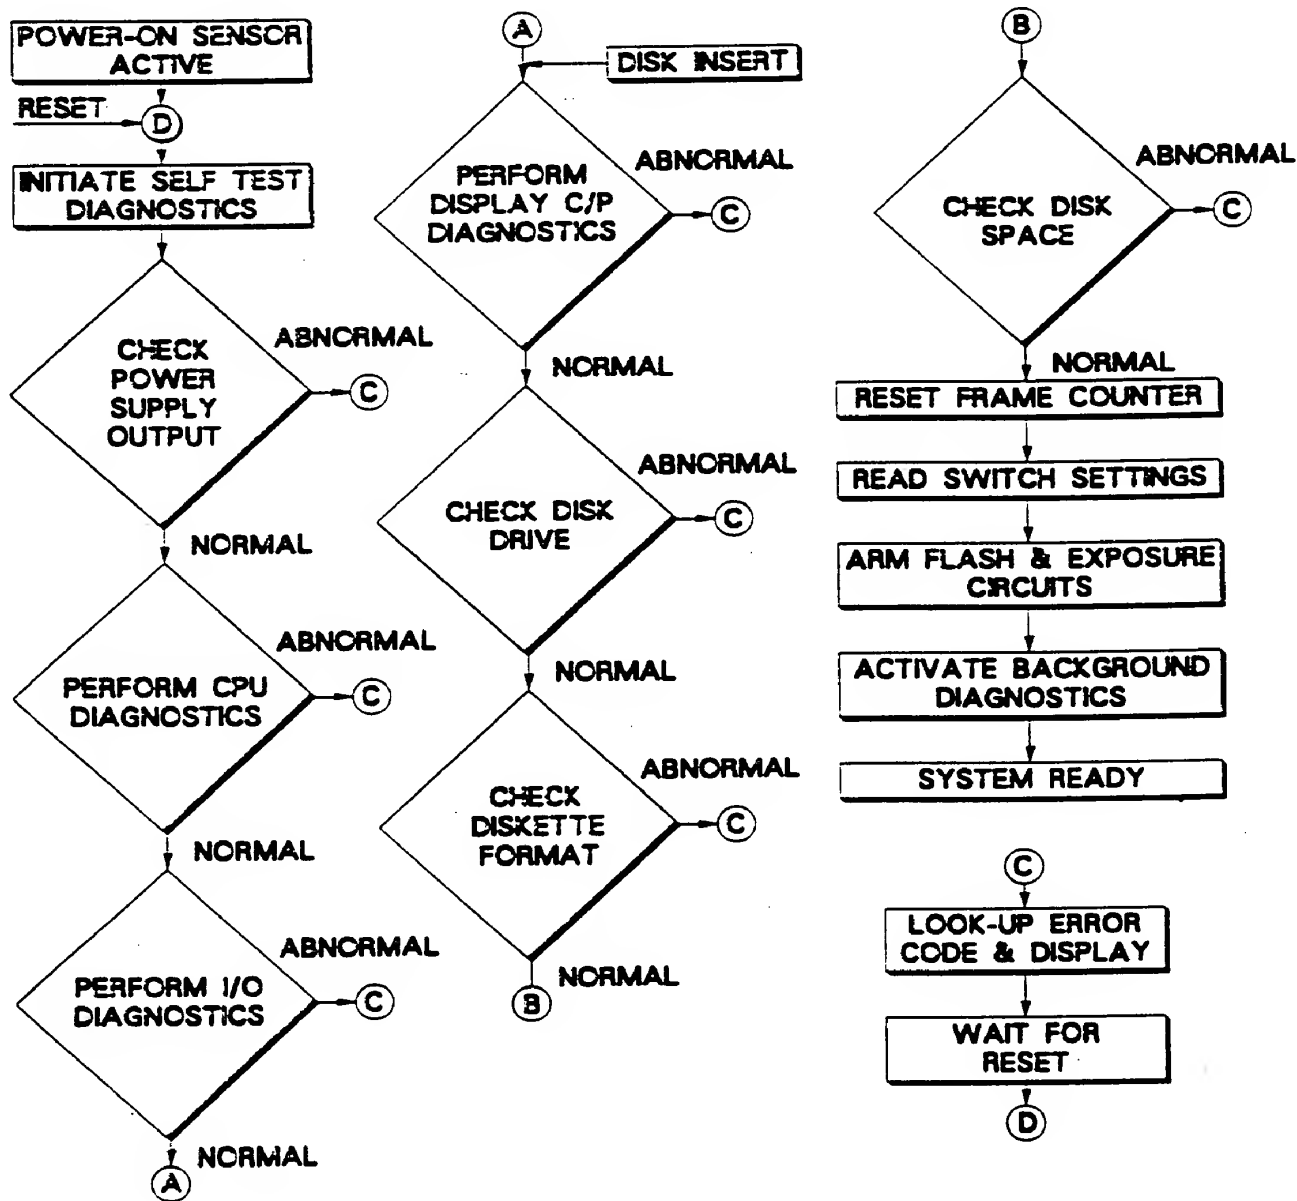 POWER-ON SENSOR
ACTIVE
RESET
D
INITIATE SELF TEST
DIAGNOSTICS
CHECK
POWER
SUPPLY
OUTPUT
ABNORMAL
C
NORMAL
PERFORM CPU
DIAGNOSTICS
ABNORMAL
C
NORMAL
PERFORM I/O
DIAGNOSTICS
ABNORMAL
C
NORMAL
A
A
DISK INSERT
PERFORM
DISPLAY C/P
DIAGNOSTICS
ABNORMAL
C
NORMAL
CHECK DISK
DRIVE
ABNORMAL
C
NORMAL
CHECK
DISKETTE
FORMAT
ABNORMAL
C
NORMAL
B
B
CHECK DISK
SPACE
ABNORMAL
C
NORMAL
RESET FRAME COUNTER
READ SWITCH SETTINGS
ARM FLASH & EXPOSURE
CIRCUITS
ACTIVATE BACKGROUND
DIAGNOSTICS
SYSTEM READY
C
LOOK-UP ERROR
CODE & DISPLAY
WAIT FOR
RESET
D